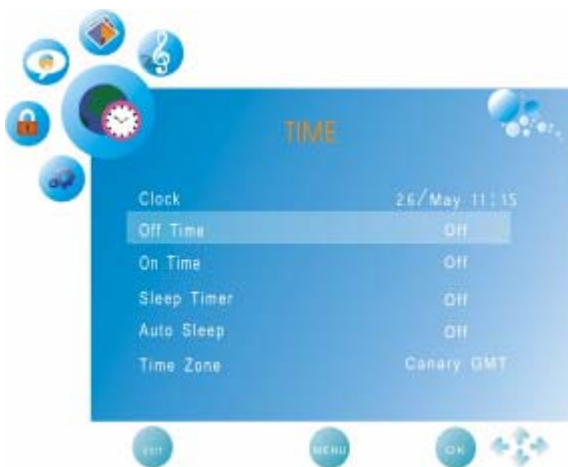 TIME
Clock 26/May 11:15
Off Time Off
On Time Off
Sleep Timer Off
Auto Sleep Off
Time Zone Canary GMT
EXIT MENU OK